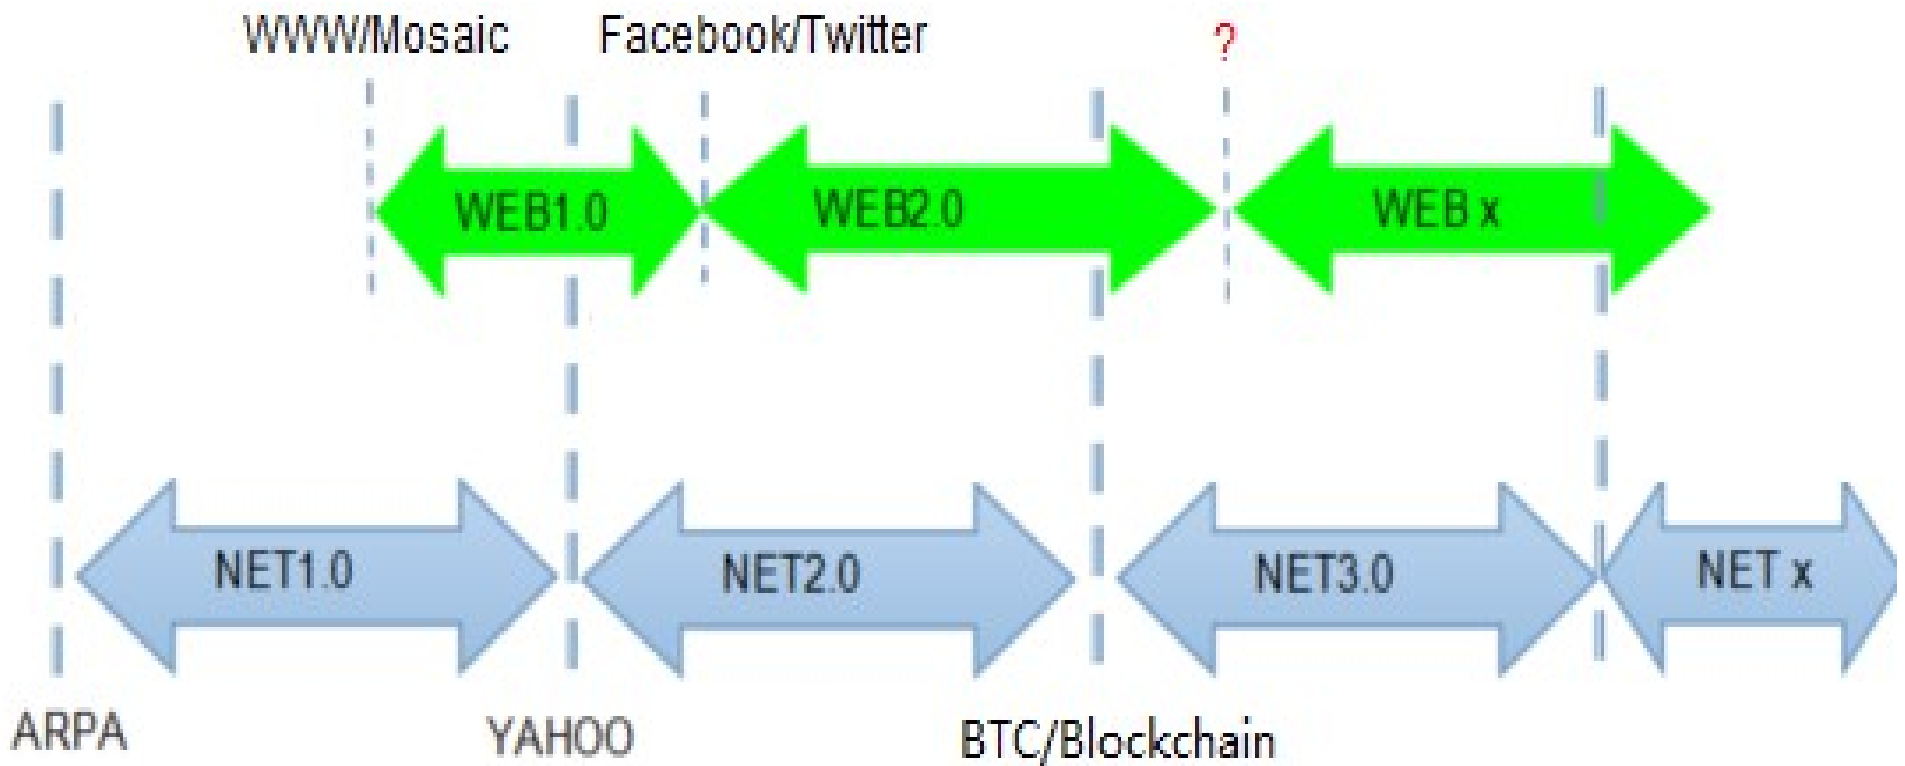 WWW/Mosaic Facebook/Twitter ?
WEB1.0 WEB2.0 WEB x
NET1.0 NET2.0 NET3.0 NET x
ARPA YAHOO BTC/Blockchain